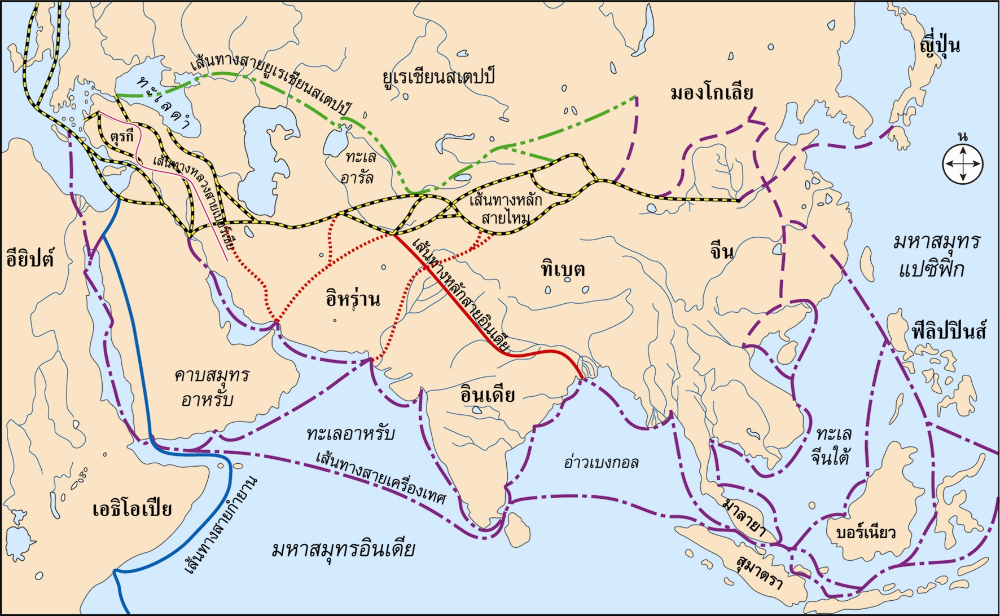 เส้นทางสายยูเรเชียนสเตปป์
ยูเรเชียนสเตปป์
ญี่ปุ่น
มองโกเลีย
ทะเลดำ
ตุรกี
น
ทะเล
อารัล
เส้นทางหลวงสายเปอร์เซีย
เส้นทางหลัก
สายไหม
อียิปต์
เส้นทางหลักสายอินเดีย
ทิเบต
จีน
มหาสมุทร
แปซิฟิก
อิหร่าน
ฟิลิปปินส์
คาบสมุทร
อาหรับ
อินเดีย
ทะเลอาหรับ
ทะเล
จีนใต้
อ่าวเบงกอล
เส้นทางสายเครื่องเทศ
เอธิโอเปีย
เส้นทางสายกำยาน
มาลายา
บอร์เนียว
มหาสมุทรอินเดีย
สุมาตรา